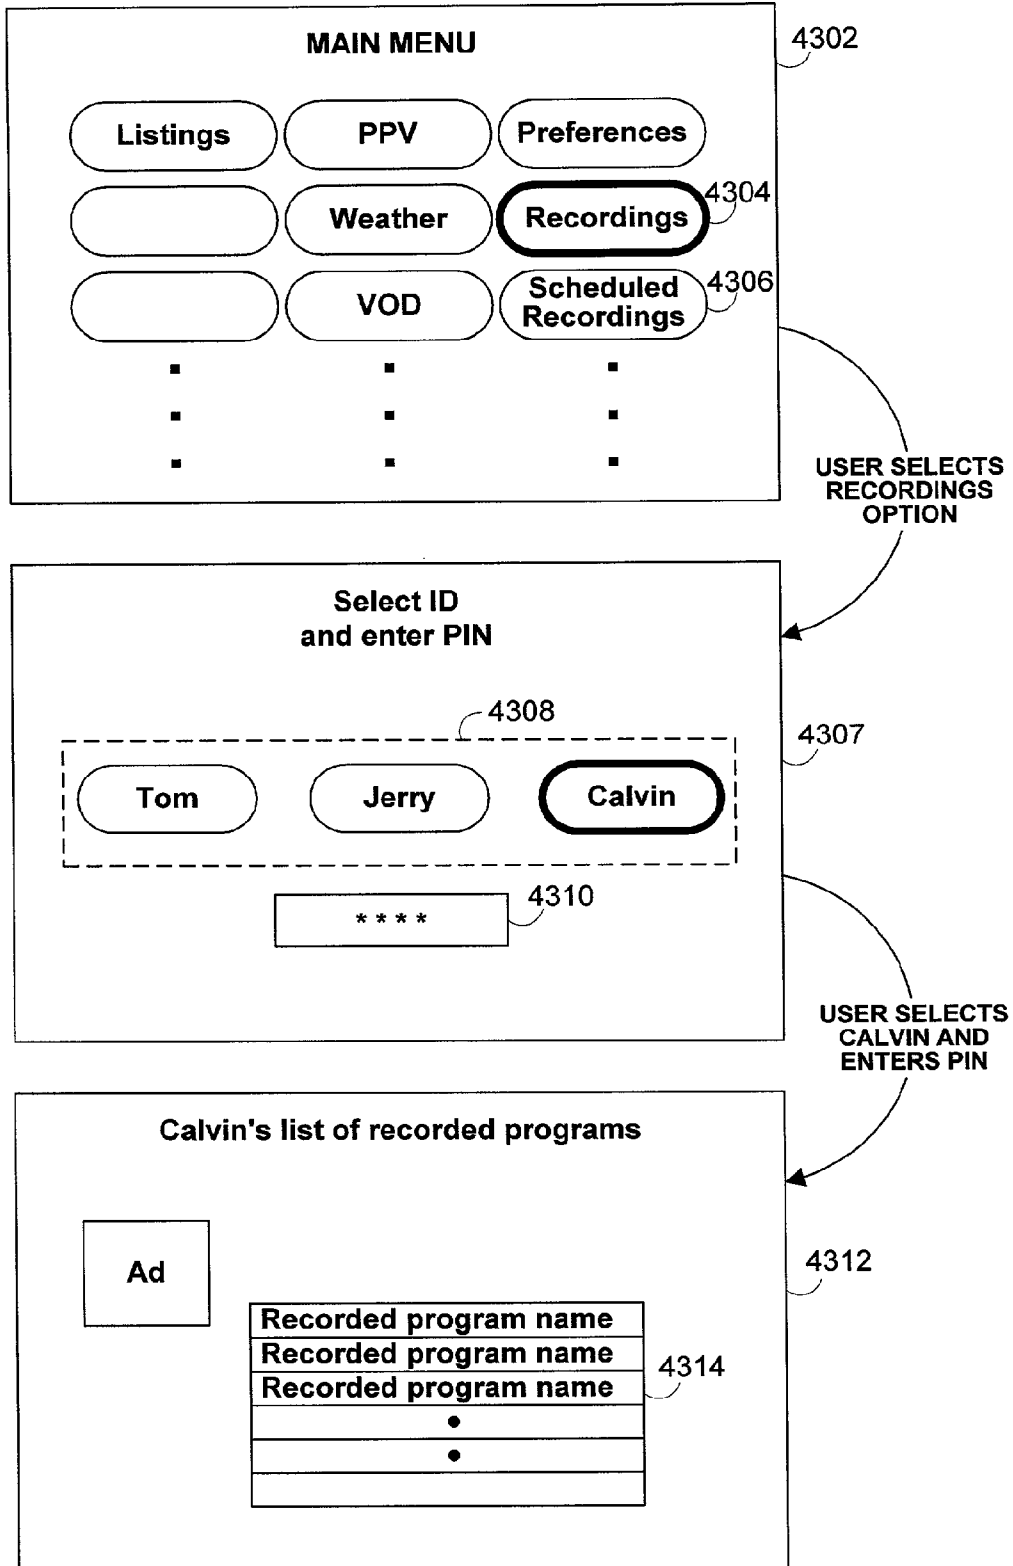 MAIN MENU
4302
Listings
PPV
Preferences
Weather
Recordings
4304
VOD
Scheduled
Recordings
4306
USER SELECTS
RECORDINGS
OPTION
Select ID
and enter PIN
4308
4307
Tom
Jerry
Calvin
* * * *
4310
USER SELECTS
CALVIN AND
ENTERS PIN
Calvin's list of recorded programs
Ad
4312
Recorded program name
Recorded program name
Recorded program name
4314